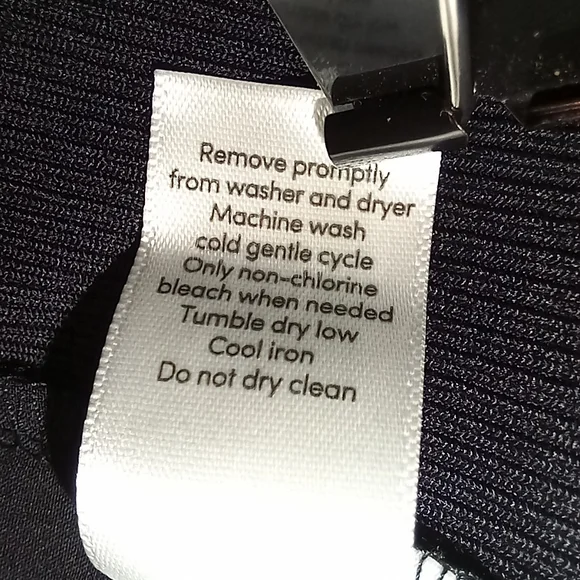 Remove promptly
from washer and dryer
Machine wash
cold gentle cycle
Only non-chlorine
bleach when needed
Tumble dry low
Cool iron
Do not dry clean